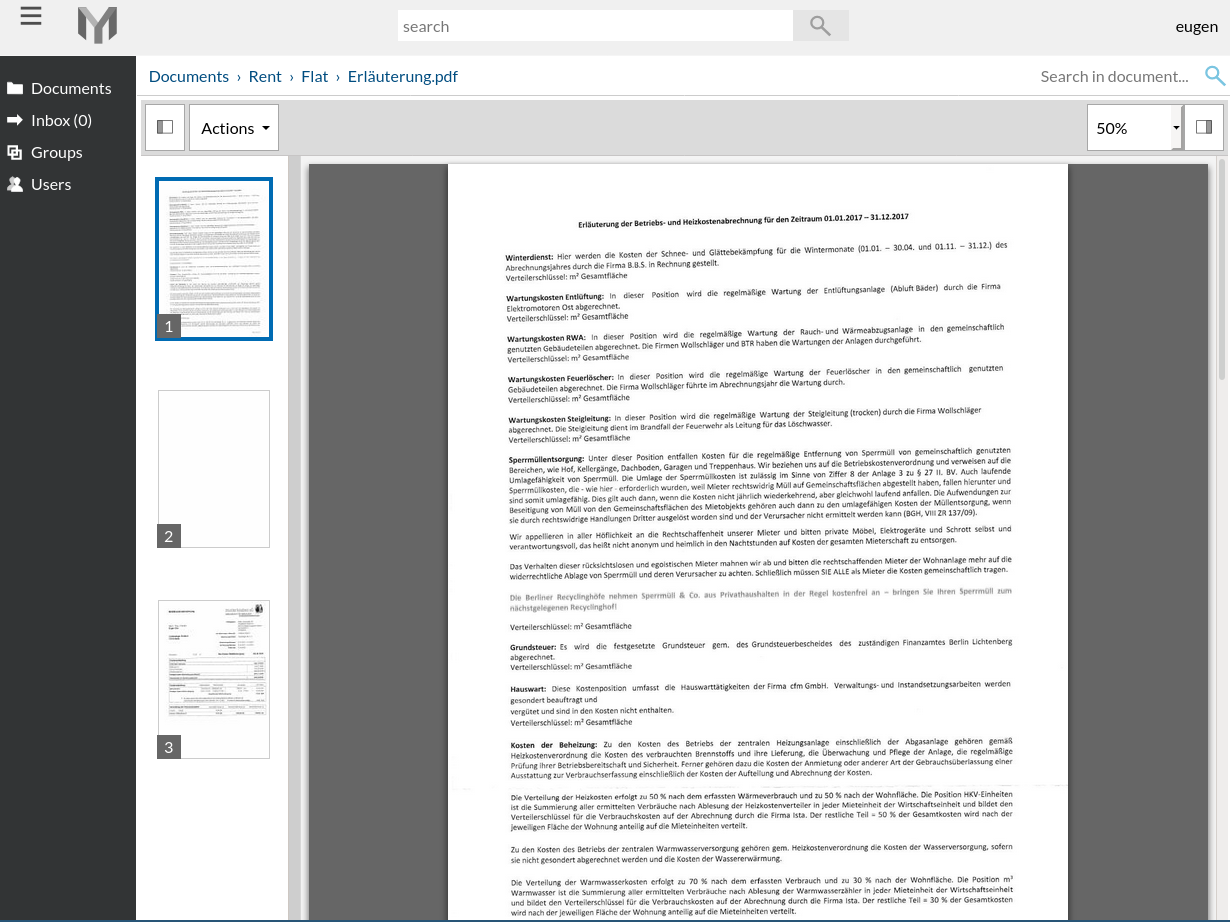 search
eugen
Documents
Inbox (0)
Groups
Users
Documents › Rent › Flat › Erläuterung.pdf
Search in document...
Actions
50%
1
2
3
Erläuterung der Betriebs- und Heizkostenabrechnung für den Zeitraum 01.01.2017 – 31.12.2017
Winterdienst: Hier werden die Kosten der Schnee- und Glättebekämpfung für die Wintermonate (01.01. – 30.04. und 01.11. – 31.12.) des
Abrechnungsjahres durch die Firma B.B.S. in Rechnung gestellt.
Verteilerschlüssel: m² Gesamtfläche
Wartungskosten Entlüftung: In dieser Position wird die regelmäßige Wartung der Entlüftungsanlage (Abluft Bäder) durch die Firma
Elektromotoren Ost abgerechnet.
Verteilerschlüssel: m² Gesamtfläche
Wartungskosten RWA: In dieser Position wird die regelmäßige Wartung der Rauch- und Wärmeabzugsanlage in den gemeinschaftlich
genutzten Gebäudeteilen abgerechnet. Die Firmen Wollschläger und BTR haben die Wartungen der Anlagen durchgeführt.
Verteilerschlüssel: m² Gesamtfläche
Wartungskosten Feuerlöscher: In dieser Position wird die regelmäßige Wartung der Feuerlöscher in den gemeinschaftlich genutzten
Gebäudeteilen abgerechnet. Die Firma Wollschläger führte im Abrechnungsjahr die Wartung durch.
Verteilerschlüssel: m² Gesamtfläche
Wartungskosten Steigleitung: In dieser Position wird die regelmäßige Wartung der Steigleitung (trocken) durch die Firma Wollschläger
abgerechnet. Die Steigleitung dient im Brandfall der Feuerwehr als Leitung für das Löschwasser.
Verteilerschlüssel: m² Gesamtfläche
Sperrmüllentsorgung: Unter dieser Position entfallen Kosten für die regelmäßige Entfernung von Sperrmüll von gemeinschaftlich genutzten
Bereichen, wie Hof, Kellergänge, Dachboden, Garagen und Treppenhaus. Wir beziehen uns auf die Betriebskostenverordnung und verweisen auf die
Umlagefähigkeit von Sperrmüll. Die Umlage der Sperrmüllkosten ist zulässig im Sinne von Ziffer 8 der Anlage 3 zu § 27 II. BV. Auch laufende
Sperrmüllkosten, die - wie hier - erforderlich wurden, weil Mieter rechtswidrig Müll auf Gemeinschaftsflächen abgestellt haben, fallen hierunter und
sind somit umlagefähig. Dies gilt auch dann, wenn die Kosten nicht jährlich wiederkehrend, aber gleichwohl laufend anfallen. Die Aufwendungen zur
Beseitigung von Müll von den Gemeinschaftsflächen des Mietobjekts gehören auch dann zu den umlagefähigen Kosten der Müllentsorgung, wenn
sie durch rechtswidrige Handlungen Dritter ausgelöst worden sind und der Verursacher nicht ermittelt werden kann (BGH, VIII ZR 137/09).
Wir appellieren in aller Höflichkeit an die Rechtschaffenheit unserer Mieter und bitten private Möbel, Elektrogeräte und Schrott selbst und
verantwortungsvoll, das heißt nicht anonym und heimlich in den Nachstunden auf Kosten der gesamten Mieterschaft zu entsorgen.
Das Verhalten dieser rücksichtslosen und egoistischen Mieter mahnen wir ab und bitten die rechtschaffenden Mieter der Wohnanlage mehr auf die
widerrechtliche Ablage von Sperrmüll und deren Verursacher zu achten. Schließlich müssen SIE ALLE als Mieter die Kosten gemeinschaftlich tragen.
Die Berliner Recyclinghöfe nehmen Sperrmüll & Co. aus Privathaushalten in der Regel kostenfrei an – bringen Sie Ihren Sperrmüll zum
nächstgelegenen Recyclinghof!
Verteilerschlüssel: m² Gesamtfläche
Grundsteuer: Es wird die festgesetzte Grundsteuer gem. des Grundsteuerbescheides des zuständigen Finanzamtes Berlin Lichtenberg
abgerechnet.
Verteilerschlüssel: m² Gesamtfläche
Hauswart: Diese Kostenposition umfasst die Hauswarttätigkeiten der Firma cfm GmbH. Verwaltungs- und Instandsetzungsarbeiten werden
gesondert beauftragt und
vergütet und sind in den Kosten nicht enthalten.
Verteilerschlüssel: m² Gesamtfläche
Kosten der Beheizung: Zu den Kosten des Betriebs der zentralen Heizungsanlage einschließlich der Abgasanlage gehören gemäß
Heizkostenverordnung die Kosten des verbrauchten Brennstoffs und ihre Lieferung, die Überwachung und Pflege der Anlage, die regelmäßige
Prüfung ihrer Betriebsbereitschaft und Sicherheit. Ferner gehören dazu die Kosten der Anmietung oder anderer Art der Gebrauchsüberlassung einer
Ausstattung zur Verbrauchserfassung einschließlich der Kosten der Aufteilung und Abrechnung der Kosten.
Die Verteilung der Heizkosten erfolgt zu 50 % nach dem erfassten Wärmeverbrauch und zu 50 % nach der Wohnfläche. Die Position HKV-Einheiten
ist die Summierung aller ermittelten Verbräuche nach Ablesung der Heizkostenverteiler in jeder Mieteinheit der Wirtschaftseinheit und bildet den
Verteilerschlüssel für die Verbrauchskosten auf der Abrechnung durch die Firma Ista. Der restliche Teil = 50 % der Gesamtkosten wird nach der
jeweiligen Fläche der Wohnung anteilig auf die Mieteinheiten verteilt.
Zu den Kosten des Betriebs der zentralen Warmwasserversorgung gehören gem. Heizkostenverordnung die Kosten der Wasserversorgung, sofern
sie nicht gesondert abgerechnet werden und die Kosten der Wassererwärmung.
Die Verteilung der Warmwasserkosten erfolgt zu 70 % nach dem erfassten Verbrauch und zu 30 % nach der Wohnfläche. Die Position m³
Warmwasser ist die Summierung aller ermittelten Verbräuche nach Ablesung der Warmwasserzähler in jeder Mieteinheit der Wirtschaftseinheit
und bildet den Verteilerschlüssel für die Verbrauchskosten auf der Abrechnung durch die Firma Ista. Der restliche Teil = 30 % der Gesamtkosten
wird nach der jeweiligen Fläche der Wohnung anteilig auf die Mieteinheiten verteilt.